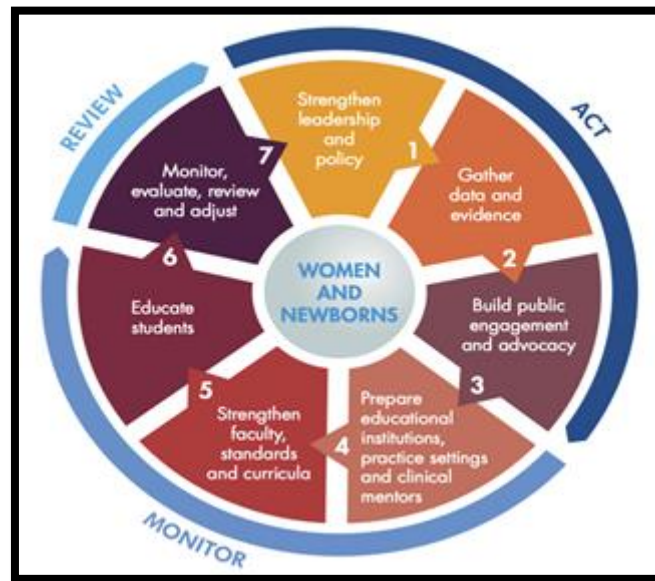 REVIEW
ACT
MONITOR
Strengthen
leadership
and
policy
1
Gather
data and
evidence
2
Build public
engagement
and advocacy
3
Prepare
educational
institutions,
practice settings
and clinical
mentors
4
Strengthen
faculty,
standards
and curricula
5
Educate
students
6
Monitor,
evaluate, review
and adjust
7
WOMEN
AND
NEWBORNS